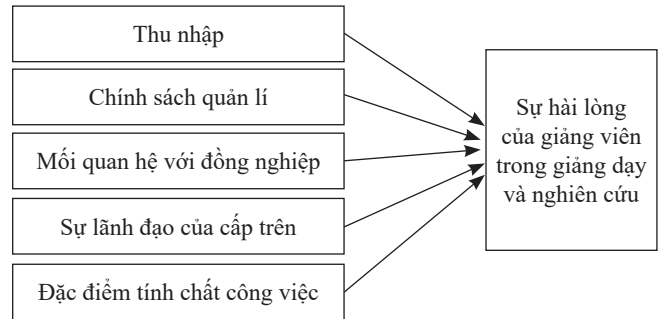 Thu nhập
Chính sách quản lí
Mối quan hệ với đồng nghiệp
Sự lãnh đạo của cấp trên
Đặc điểm tính chất công việc
Sự hài lòng
của giảng viên
trong giảng dạy
và nghiên cứu